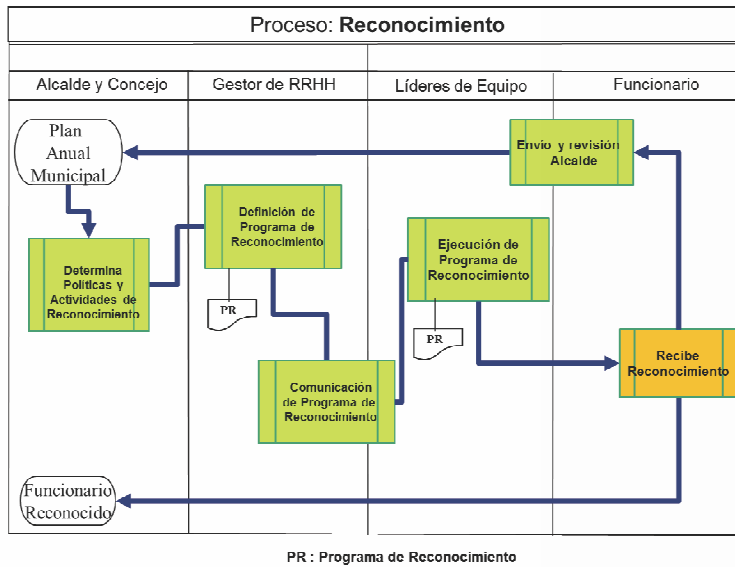 Proceso: Reconocimiento
Alcalde y Concejo
Gestor de RRHH
Líderes de Equipo
Funcionario
Plan
Anual
Municipal
Envio y revisión
Alcalde
Definición de
Programa de
Reconocimiento
Ejecución de
Programa de
Reconocimiento
Determina
Políticas y
Actividades de
Reconocimiento
PR
PR
Recibe
Reconocimiento
Comunicación
de Programa de
Reconocimiento
Funcionario
Reconocido
PR : Programa de Reconocimiento